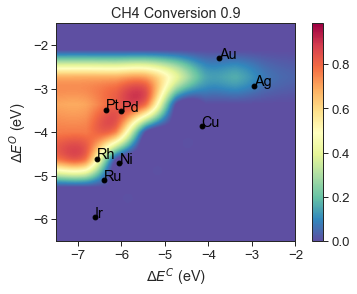 CH4 Conversion 0.9
ΔE^O (eV)
−2
−3
−4
−5
−6
Au
Ag
Pt
Pd
Cu
Rh
Ni
Ru
Ir
−7
−6
−5
−4
−3
−2
ΔE^C (eV)
0.8
0.6
0.4
0.2
0.0